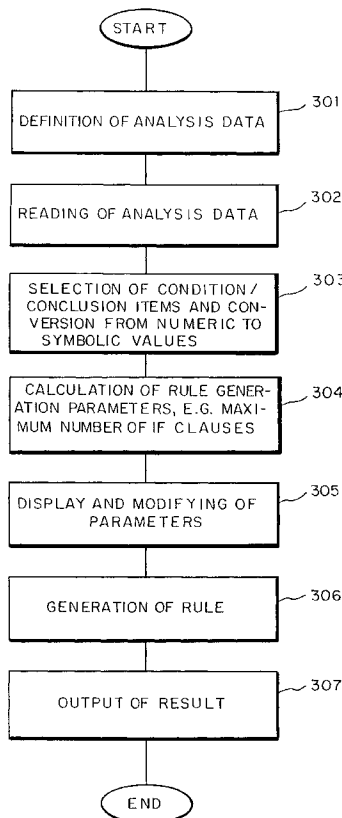 START
301
DEFINITION OF ANALYSIS DATA
302
READING OF ANALYSIS DATA
303
SELECTION OF CONDITION/
CONCLUSION ITEMS AND CON-
VERSION FROM NUMERIC TO
SYMBOLIC VALUES
304
CALCULATION OF RULE GENER-
ATION PARAMETERS, E.G. MAXI-
MUM NUMBER OF IF CLAUSES
305
DISPLAY AND MODIFYING OF
PARAMETERS
306
GENERATION OF RULE
307
OUTPUT OF RESULT
END